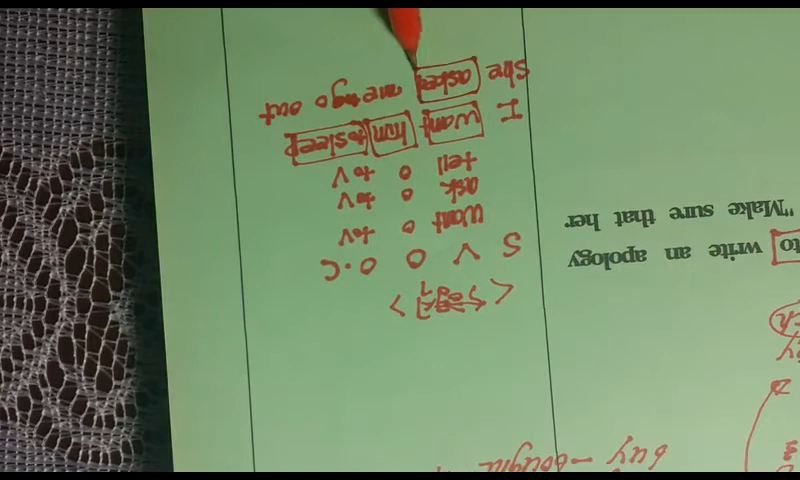 < 5형식 >
S V O O.C
want o to V
ask o to V
tell o to V
I want him to sleep
She asked me to go out
to write an apology
"Make sure that her
buy - bought